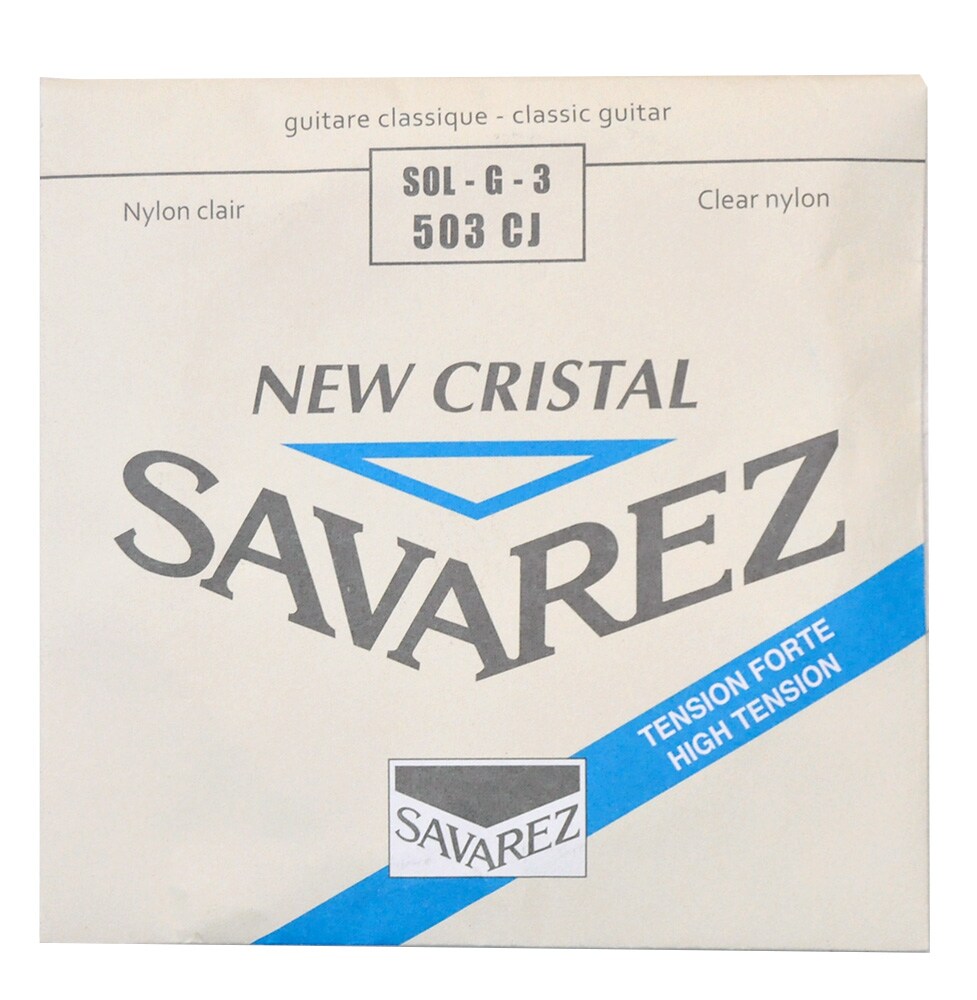 guitare classique - classic guitar
SOL - G - 3
503 CJ
Nylon clair
Clear nylon
NEW CRISTAL
SAVAREZ
TENSION FORTE
HIGH TENSION
SAVAREZ